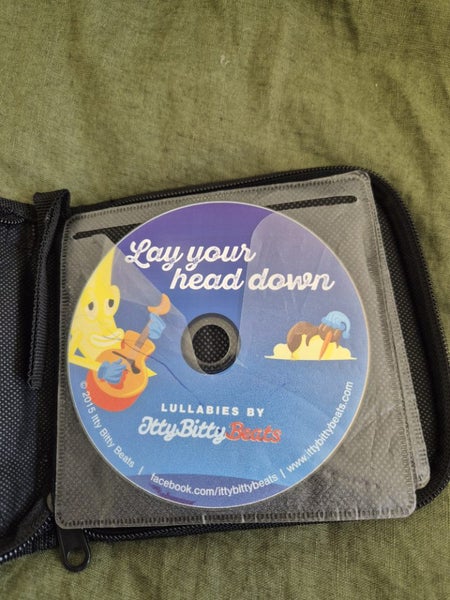 Lay your
head down
LULLABIES BY
IttyBittyBeats
© 2015 Itty Bitty Beats | facebook.com/ittybittybeats | www.ittybittybeats.com